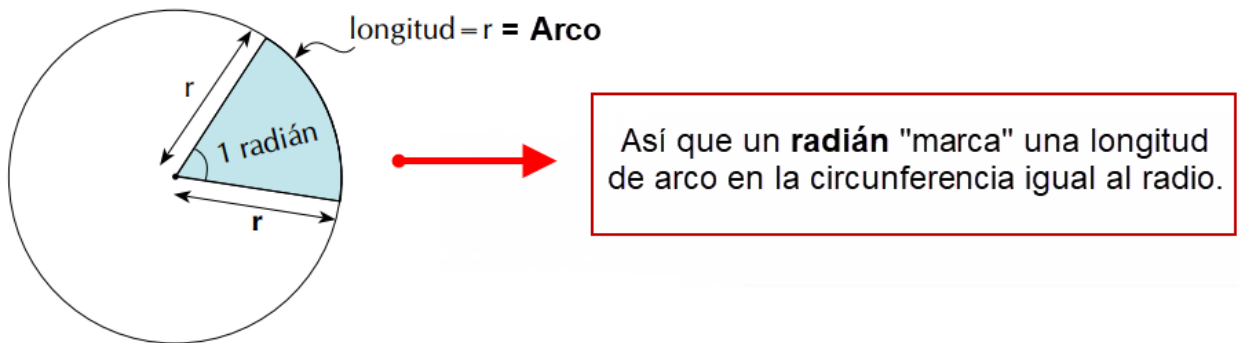 longitud = r = Arco
r
1 radián
r
Así que un radián "marca" una longitud
de arco en la circunferencia igual al radio.